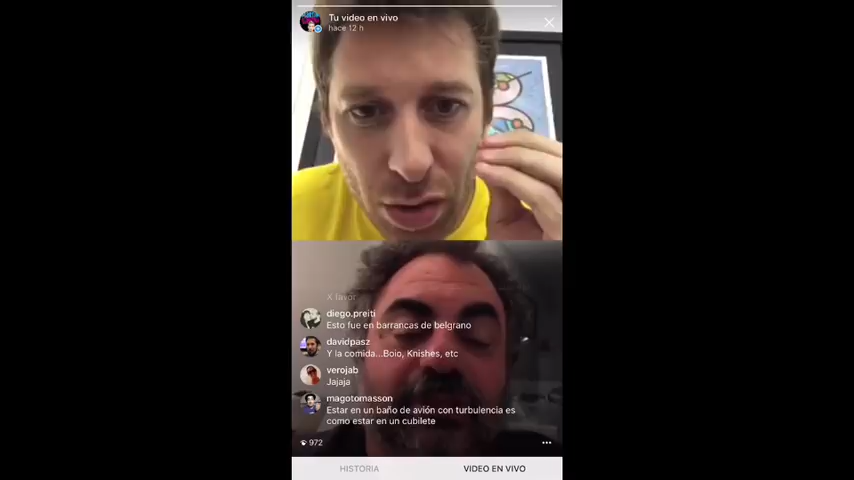 Tu video en vivo
hace 12 h
X favor
diego.preiti
Esto fue en barrancas de belgrano
davidpasz
Y la comida...Boio, Knishes, etc
verojab
Jajaja
magotomasson
Estar en un baño de avión con turbulencia es
como estar en un cubilete
972
HISTORIA
VIDEO EN VIVO